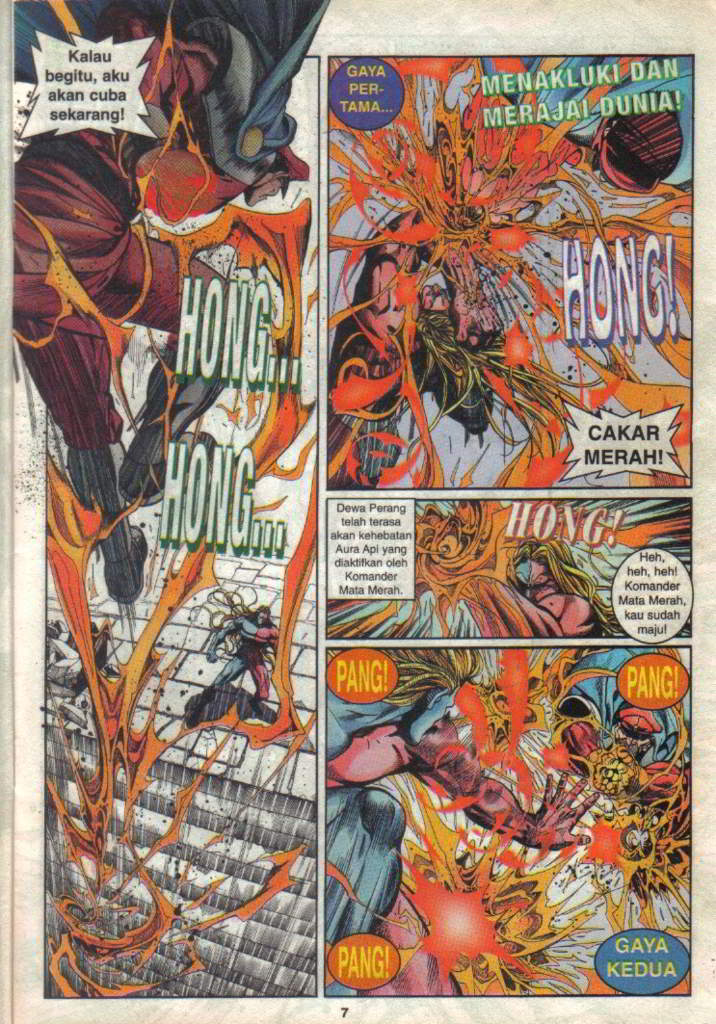 Kalau
begitu, aku
akan cuba
sekarang!
HONG...
HONG...
GAYA
PER-
TAMA...
MENAKLUKI DAN
MERAJAI DUNIA!
HONG!
CAKAR
MERAH!
Dewa Perang
telah terasa
akan kehebatan
Aura Api yang
diaktifkan oleh
Komander
Mata Merah.
HONG!
Heh,
heh, heh!
Komander
Mata Merah,
kau sudah
maju!
PANG!
PANG!
PANG!
GAYA
KEDUA
7